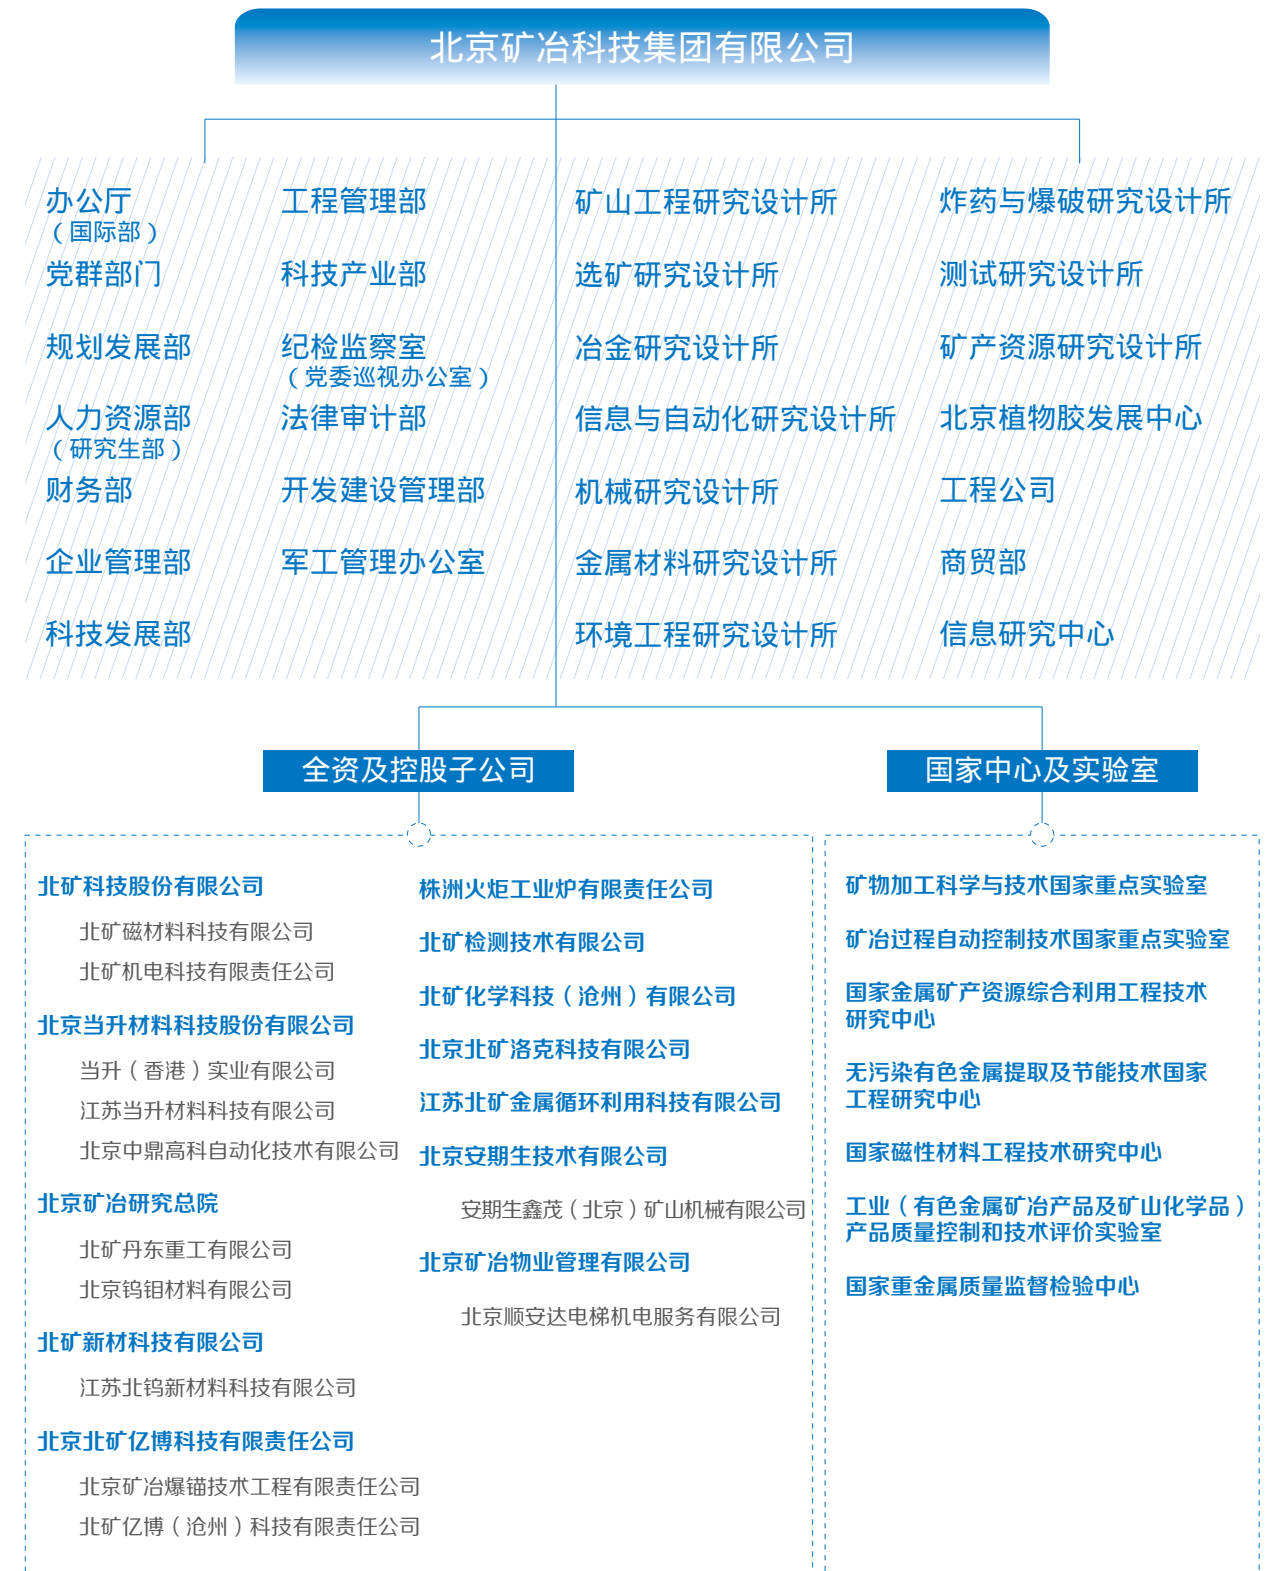 北京矿冶科技集团有限公司
办公厅
（国际部）
党群部门
规划发展部
人力资源部
（研究生部）
财务部
企业管理部
科技发展部
工程管理部
科技产业部
纪检监察室
（党委巡视办公室）
法律审计部
开发建设管理部
军工管理办公室
矿山工程研究设计所
选矿研究设计所
冶金研究设计所
信息与自动化研究设计所
机械研究设计所
金属材料研究设计所
环境工程研究设计所
炸药与爆破研究设计所
测试研究设计所
矿产资源研究设计所
北京植物胶发展中心
工程公司
商贸部
信息研究中心
全资及控股子公司
北矿科技股份有限公司
北矿磁材料科技有限公司
北矿机电科技有限责任公司
北京当升材料科技股份有限公司
当升（香港）实业有限公司
江苏当升材料科技有限公司
北京中鼎高科自动化技术有限公司
北京矿冶研究总院
北矿丹东重工有限公司
北京钨钼材料有限公司
北矿新材科技有限公司
江苏北钨新材料科技有限公司
北京北矿亿博科技有限责任公司
北京矿冶爆锚技术工程有限责任公司
北矿亿博（沧州）科技有限责任公司
株洲火炬工业炉有限责任公司
北矿检测技术有限公司
北矿化学科技（沧州）有限公司
北京北矿洛克科技有限公司
江苏北矿金属循环利用科技有限公司
北京安期生技术有限公司
安期生鑫茂（北京）矿山机械有限公司
北京矿冶物业管理有限公司
北京顺安达电梯机电服务有限公司
国家中心及实验室
矿物加工科学与技术国家重点实验室
矿冶过程自动控制技术国家重点实验室
国家金属矿产资源综合利用工程技术
研究中心
无污染有色金属提取及节能技术国家
工程研究中心
国家磁性材料工程技术研究中心
工业（有色金属矿冶产品及矿山化学品）
产品质量控制和技术评价实验室
国家重金属质量监督检验中心